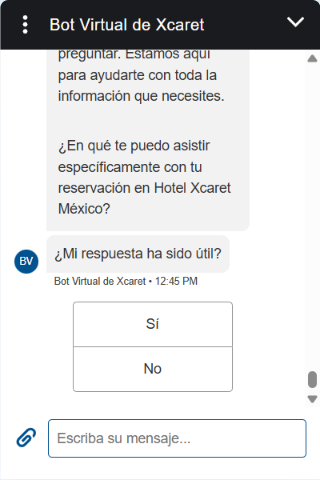 Bot Virtual de Xcaret
preguntar. Estamos aquí
para ayudarte con toda la
información que necesites.
¿En qué te puedo asistir
específicamente con tu
reservación en Hotel Xcaret
México?
¿Mi respuesta ha sido útil?
BV
Bot Virtual de Xcaret • 12:45 PM
Sí
No
Escriba su mensaje...